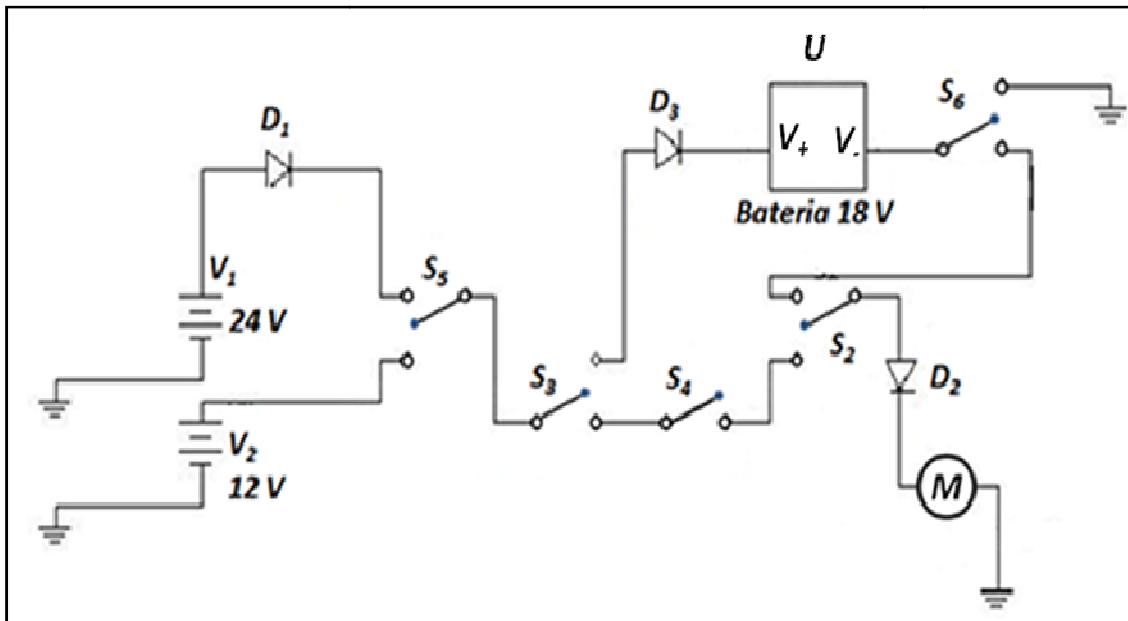 U
D₃
S₆
D₁
V₊ V₋
Bateria 18 V
V₁
24 V
S₅
S₂
S₃
S₄
D₂
V₂
12 V
M